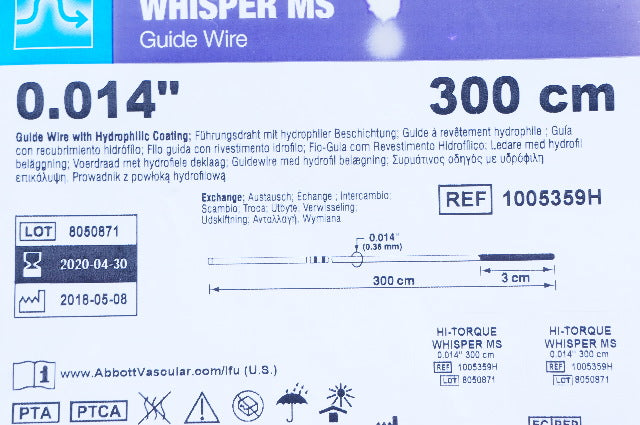 WHISPER MS
Guide Wire
0.014" 300 cm
Guide Wire with Hydrophilic Coating; Führungsdraht mit hydrophiler Beschichtung; Guide à revêtement hydrophile ; Guía
con recubrimiento hidrófilo; Filo guida con rivestimento idrofilo; Fio-Guia com Revestimento Hidrofílico; Ledare med hydrofil
beläggning; Voerdraad met hydrofiele deklaag; Guidewire med hydrofil belægning; Συρμάτινος οδηγός με υδρόφιλη
επικάλυψη; Prowadnik z powłoką hydrofilową
Exchange; Austausch; Échange ; Intercambio;
Scambio; Troca; Utbyte; Verwisseling;
Udskiftning; Ανταλλαγή; Wymiana
REF 1005359H
LOT 8050871
2020-04-30
2018-05-08
0.014"
(0.36 mm)
300 cm
3 cm
HI-TORQUE
WHISPER MS
0.014" 300 cm
REF 1005359H
LOT 8050871
HI-TORQUE
WHISPER MS
0.014" 300 cm
REF 1005359H
LOT 8050871
i www.AbbottVascular.com/ifu (U.S.)
PTA PTCA
EC REP